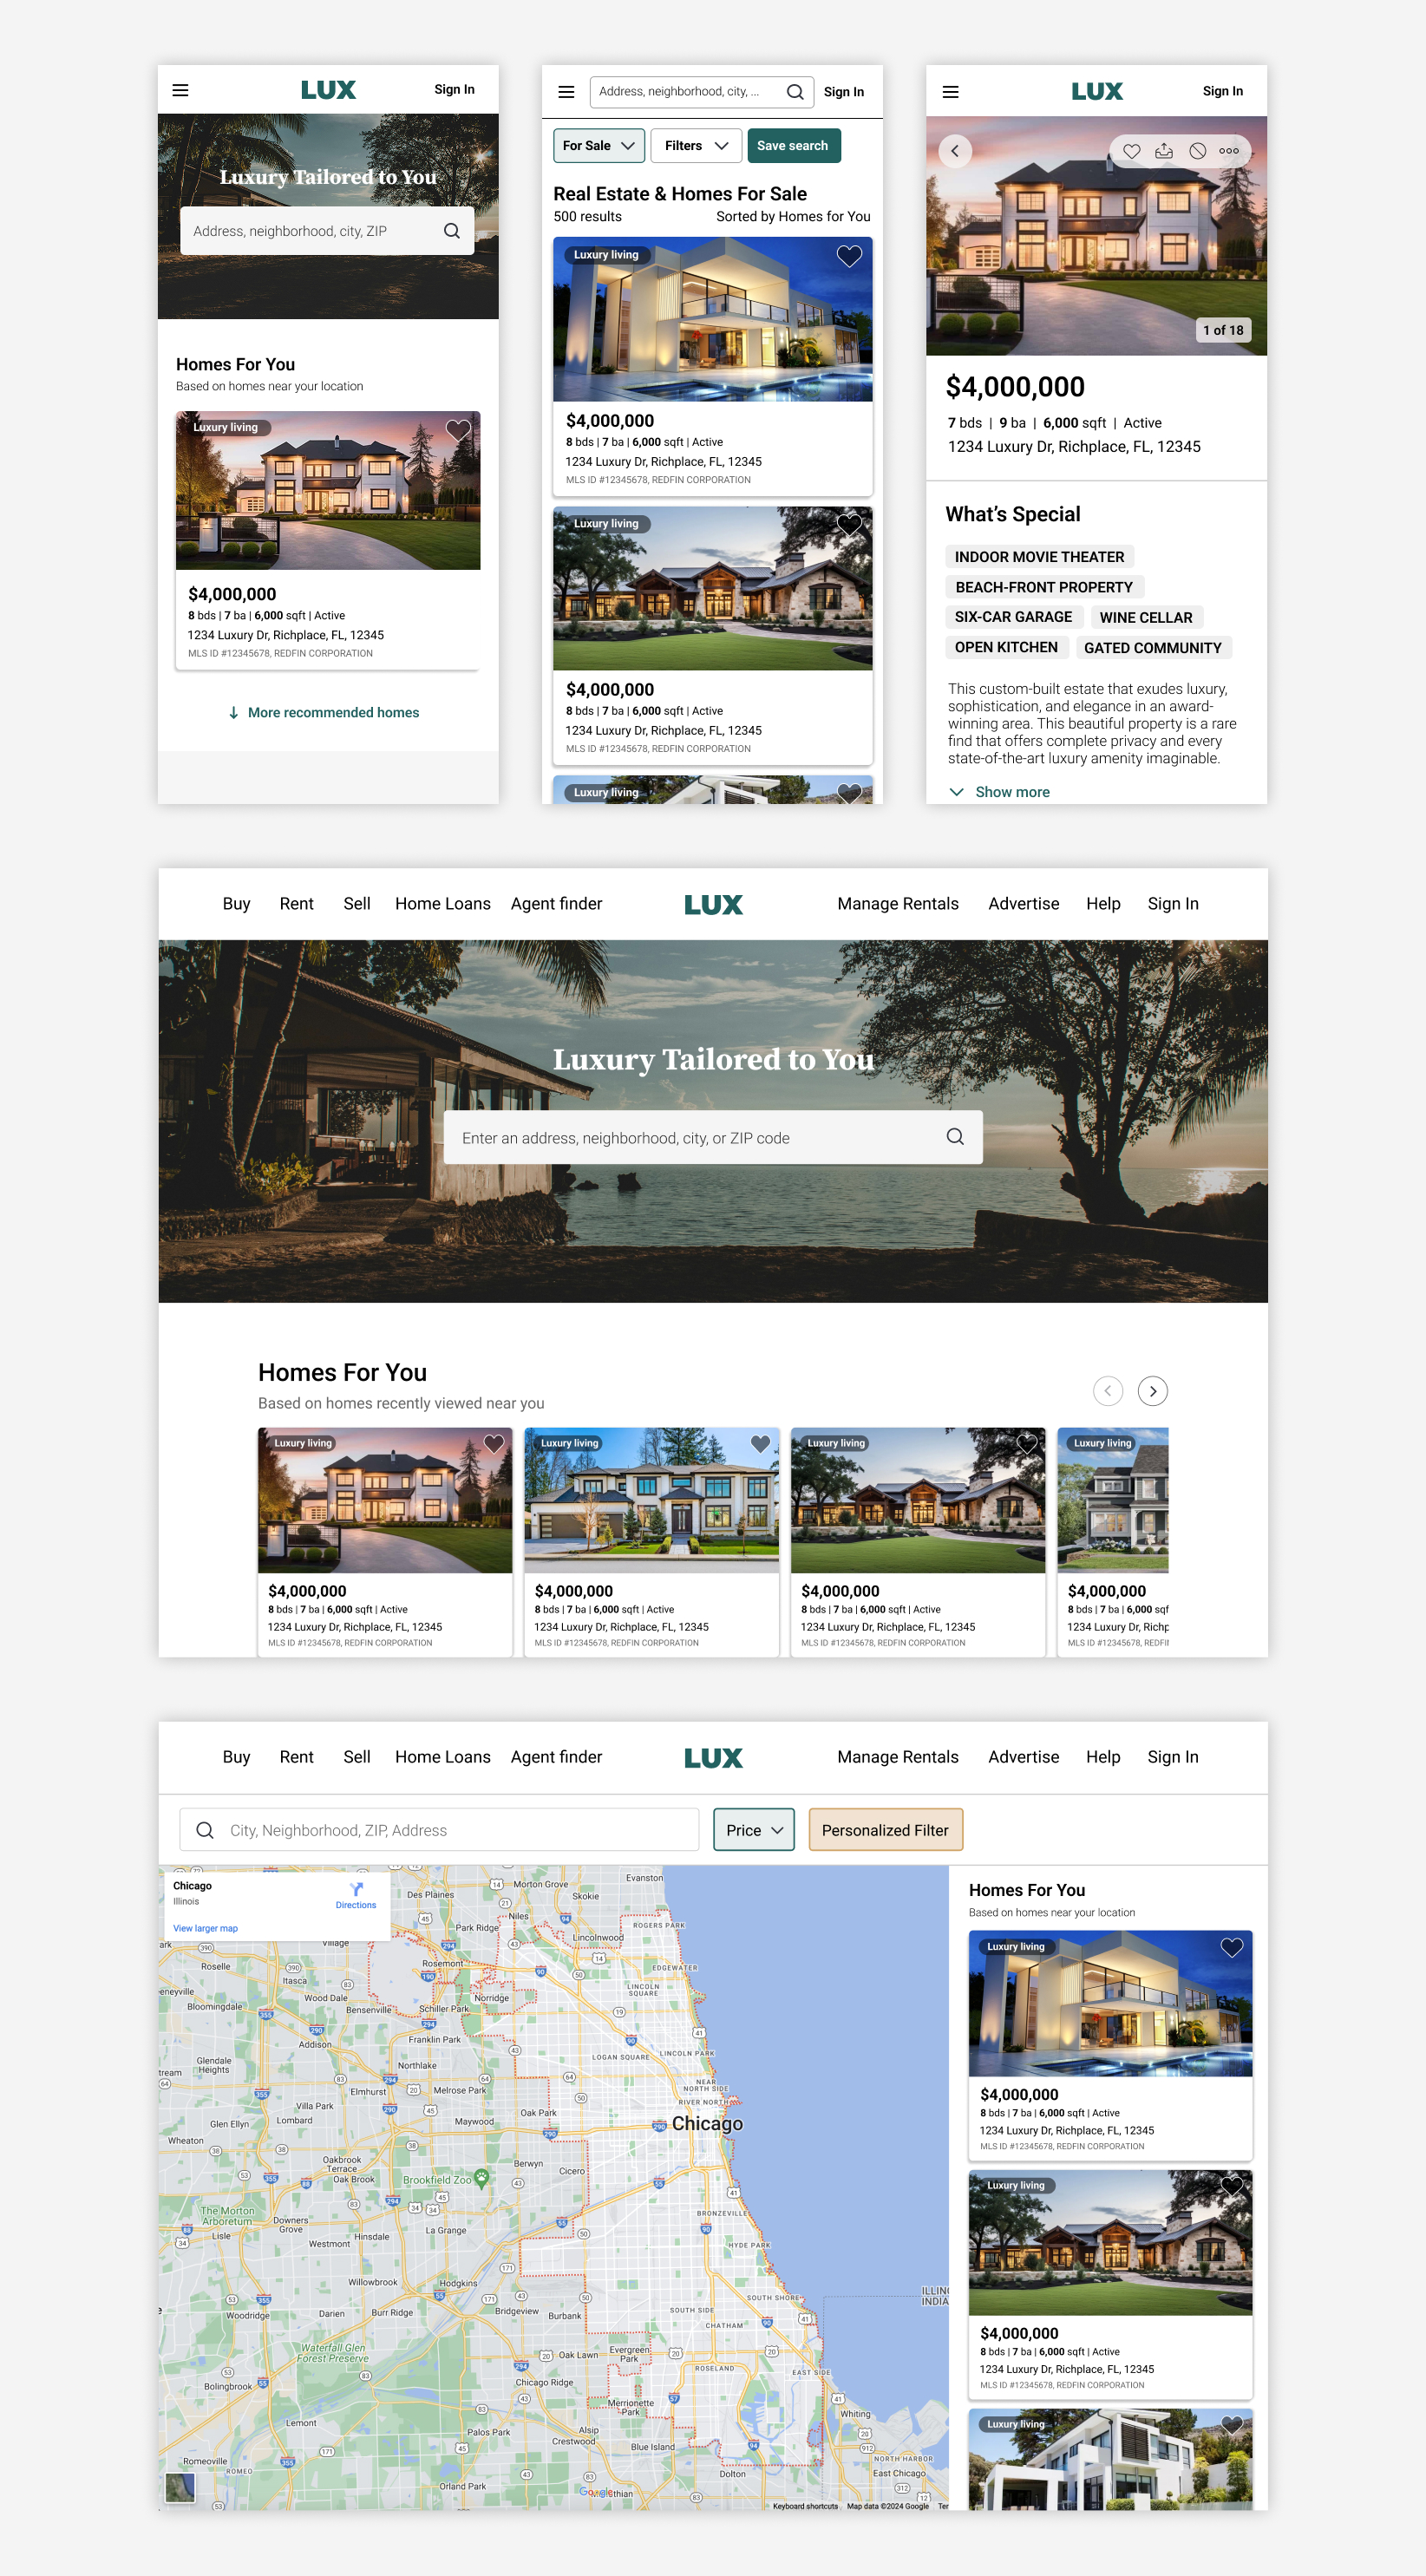 LUX
Sign In
Luxury Tailored to You
Address, neighborhood, city, ZIP
Homes For You
Based on homes near your location
Luxury living
$4,000,000
8 bds | 7 ba | 6,000 sqft | Active
1234 Luxury Dr, Richplace, FL, 12345
MLS ID #12345678, REDFIN CORPORATION
More recommended homes
Address, neighborhood, city, ...
Sign In
For Sale
Filters
Save search
Real Estate & Homes For Sale
500 results
Sorted by Homes for You
Luxury living
$4,000,000
8 bds | 7 ba | 6,000 sqft | Active
1234 Luxury Dr, Richplace, FL, 12345
MLS ID #12345678, REDFIN CORPORATION
Luxury living
$4,000,000
8 bds | 7 ba | 6,000 sqft | Active
1234 Luxury Dr, Richplace, FL, 12345
MLS ID #12345678, REDFIN CORPORATION
Luxury living
LUX
Sign In
1 of 18
$4,000,000
7 bds | 9 ba | 6,000 sqft | Active
1234 Luxury Dr, Richplace, FL, 12345
What's Special
INDOOR MOVIE THEATER
BEACH-FRONT PROPERTY
SIX-CAR GARAGE
WINE CELLAR
OPEN KITCHEN
GATED COMMUNITY
This custom-built estate that exudes luxury,
sophistication, and elegance in an award-
winning area. This beautiful property is a rare
find that offers complete privacy and every
state-of-the-art luxury amenity imaginable.
Show more
Buy Rent Sell Home Loans Agent finder LUX Manage Rentals Advertise Help Sign In
Luxury Tailored to You
Enter an address, neighborhood, city, or ZIP code
Homes For You
Based on homes recently viewed near you
Luxury living
$4,000,000
8 bds | 7 ba | 6,000 sqft | Active
1234 Luxury Dr, Richplace, FL, 12345
MLS ID #12345678, REDFIN CORPORATION
Luxury living
$4,000,000
8 bds | 7 ba | 6,000 sqft | Active
1234 Luxury Dr, Richplace, FL, 12345
MLS ID #12345678, REDFIN CORPORATION
Luxury living
$4,000,000
8 bds | 7 ba | 6,000 sqft | Active
1234 Luxury Dr, Richplace, FL, 12345
MLS ID #12345678, REDFIN CORPORATION
Luxury living
$4,000,000
8 bds | 7 ba | 6,000 sqf
1234 Luxury Dr, Richp
MLS ID #12345678, REDFI
Buy Rent Sell Home Loans Agent finder LUX Manage Rentals Advertise Help Sign In
City, Neighborhood, ZIP, Address
Price
Personalized Filter
Chicago
Illinois
Directions
View larger map
Evanston
Des Plaines
Morton Grove
Skokie
Niles
Park Ridge
ROGERS PARK
Lincolnwood
Village
Roselle
Rosemont
EDGEWATER
Itasca
LINCOLN
SQUARE
Wood Dale
Norridge
Bensenville
Schiller Park
Bloomingdale
Addison
Franklin Park
LOGAN SQUARE
LINCOLN PARK
Glendale
Heights
Northlake
NEAR
NORTH SIDE
Elmhurst
Melrose Park
RIVER NORTH
Villa Park
Oak Park
Glen Ellyn
Lombard
Maywood
Chicago
Wheaton
Oakbrook
Terrace
Oak Brook
Berwyn
Cicero
Brookfield Zoo
The Morton
Arboretum
Lisle
Downers
Grove
Westmont
Hinsdale
La Grange
BRONZEVILLE
HYDE PARK
Willowbrook
Hodgkins
Woodridge
Darien
Burr Ridge
Bridgeview
Burbank
SOUTH SIDE
SOUTH SHORE
CHATHAM
ILLINO
INDIA
Waterfall Glen
Forest Preserve
Oak Lawn
Evergreen
Park
ROSELAND
EAST SIDE
Bolingbrook
Chicago Ridge
Merrionette
Park
Whiting
Lemont
Palos Park
Alsip
Crestwood
Blue Island
Romeoville
ROMEO
NORTH HARBOR
Dolton
East Chicago
Orland Park
Google
Keyboard shortcuts
Map data ©2024 Google
Ter
Homes For You
Based on homes near your location
Luxury living
$4,000,000
8 bds | 7 ba | 6,000 sqft | Active
1234 Luxury Dr, Richplace, FL, 12345
MLS ID #12345678, REDFIN CORPORATION
Luxury living
$4,000,000
8 bds | 7 ba | 6,000 sqft | Active
1234 Luxury Dr, Richplace, FL, 12345
MLS ID #12345678, REDFIN CORPORATION
Luxury living